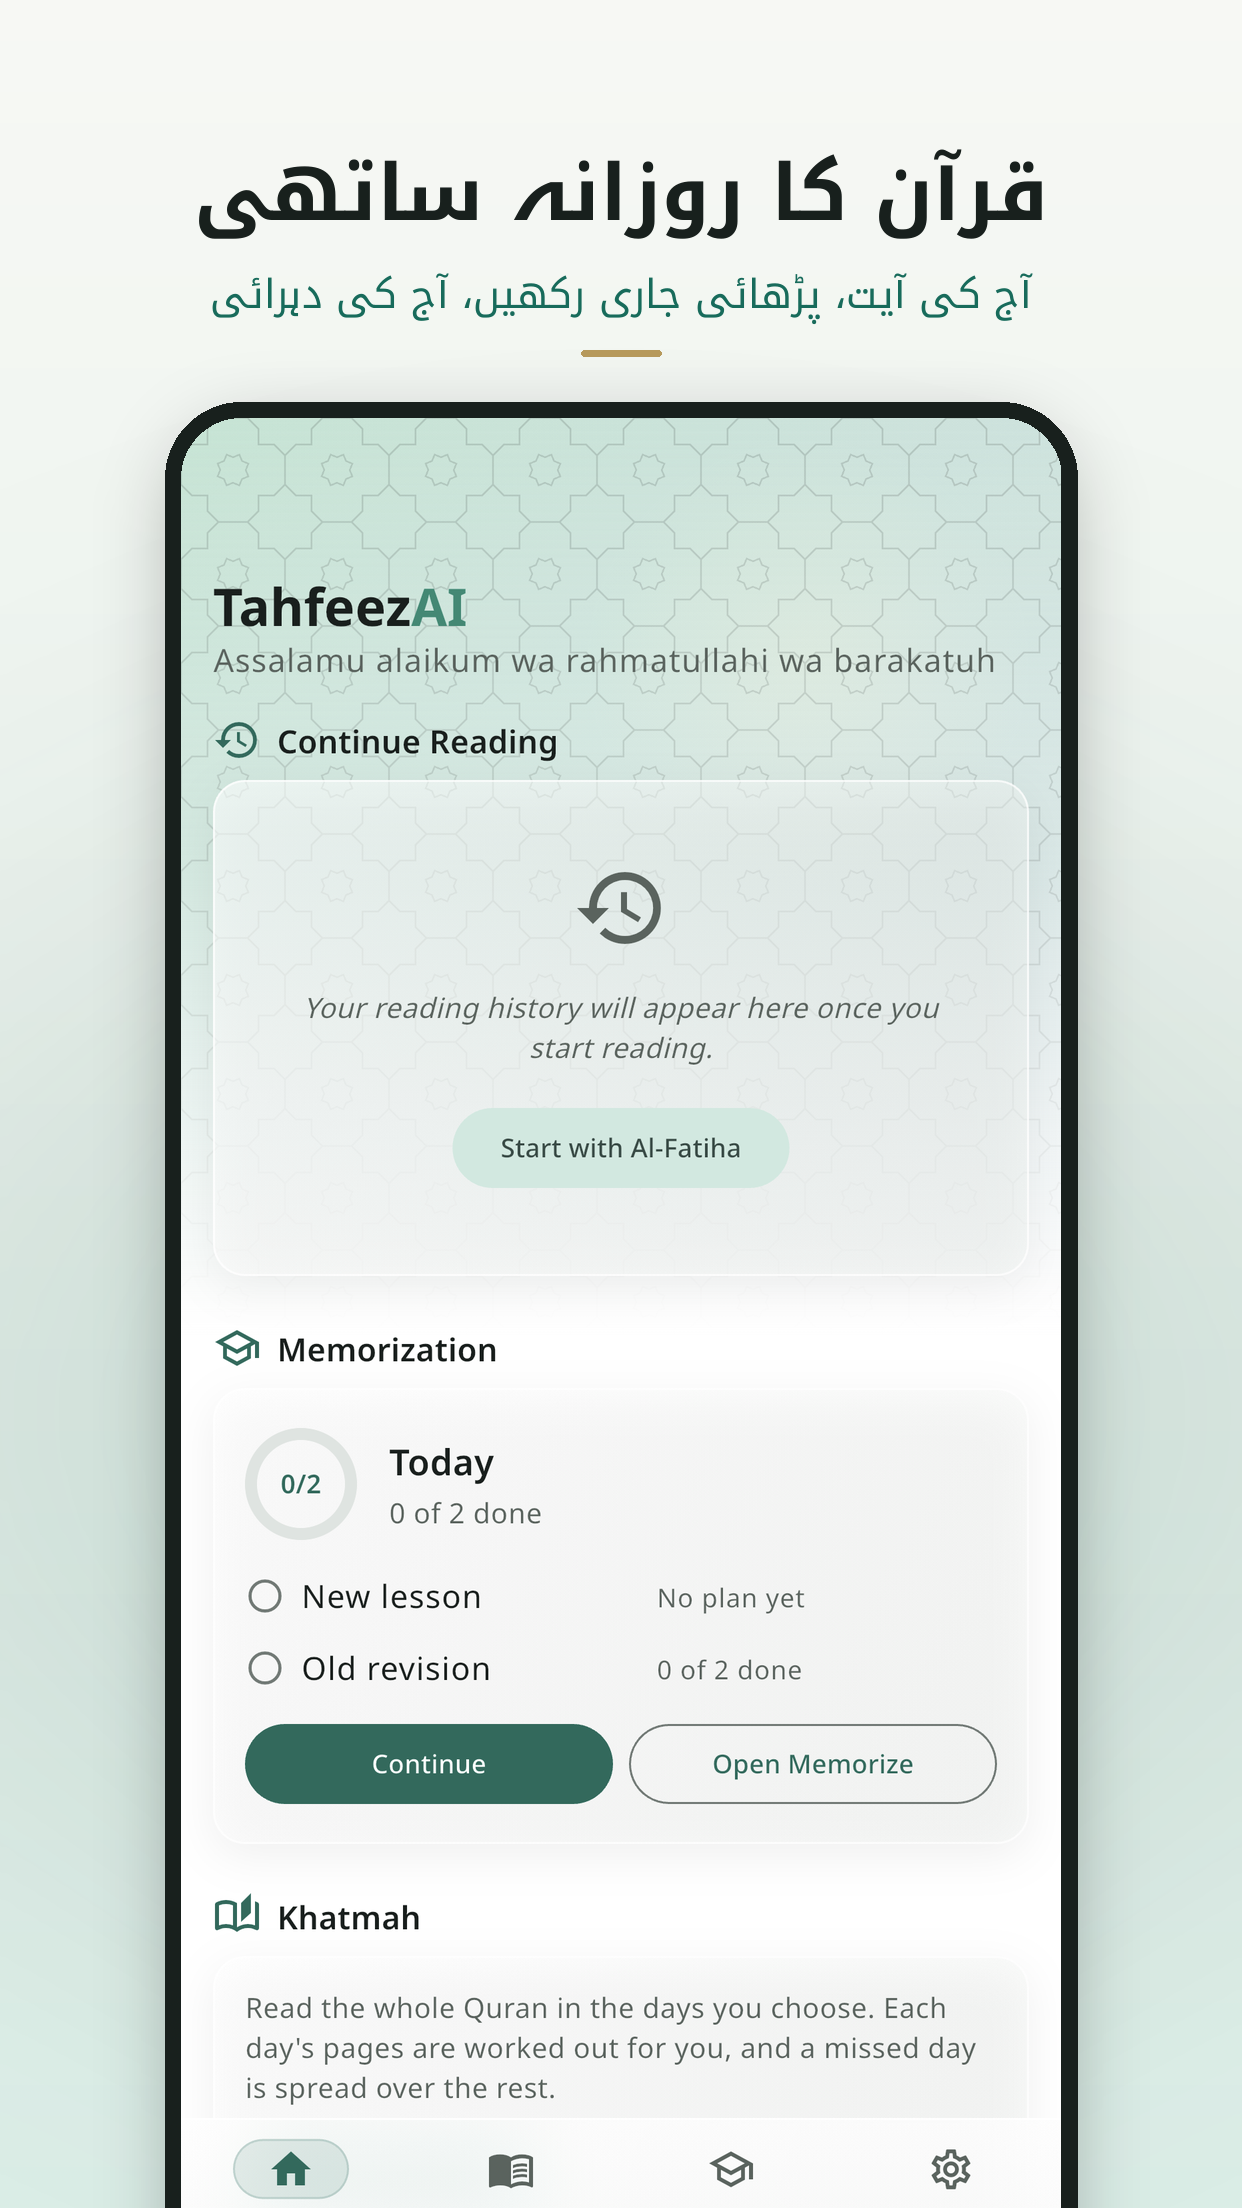 قرآن کا روزانہ ساتھی
آج کی آیت، پڑھائی جاری رکھیں، آج کی دہرائی
TahfeezAI
Assalamu alaikum wa rahmatullahi wa barakatuh
Continue Reading
Your reading history will appear here once you
start reading.
Start with Al-Fatiha
Memorization
0/2
Today
0 of 2 done
New lesson No plan yet
Old revision 0 of 2 done
Continue Open Memorize
Khatmah
Read the whole Quran in the days you choose. Each
day's pages are worked out for you, and a missed day
is spread over the rest.